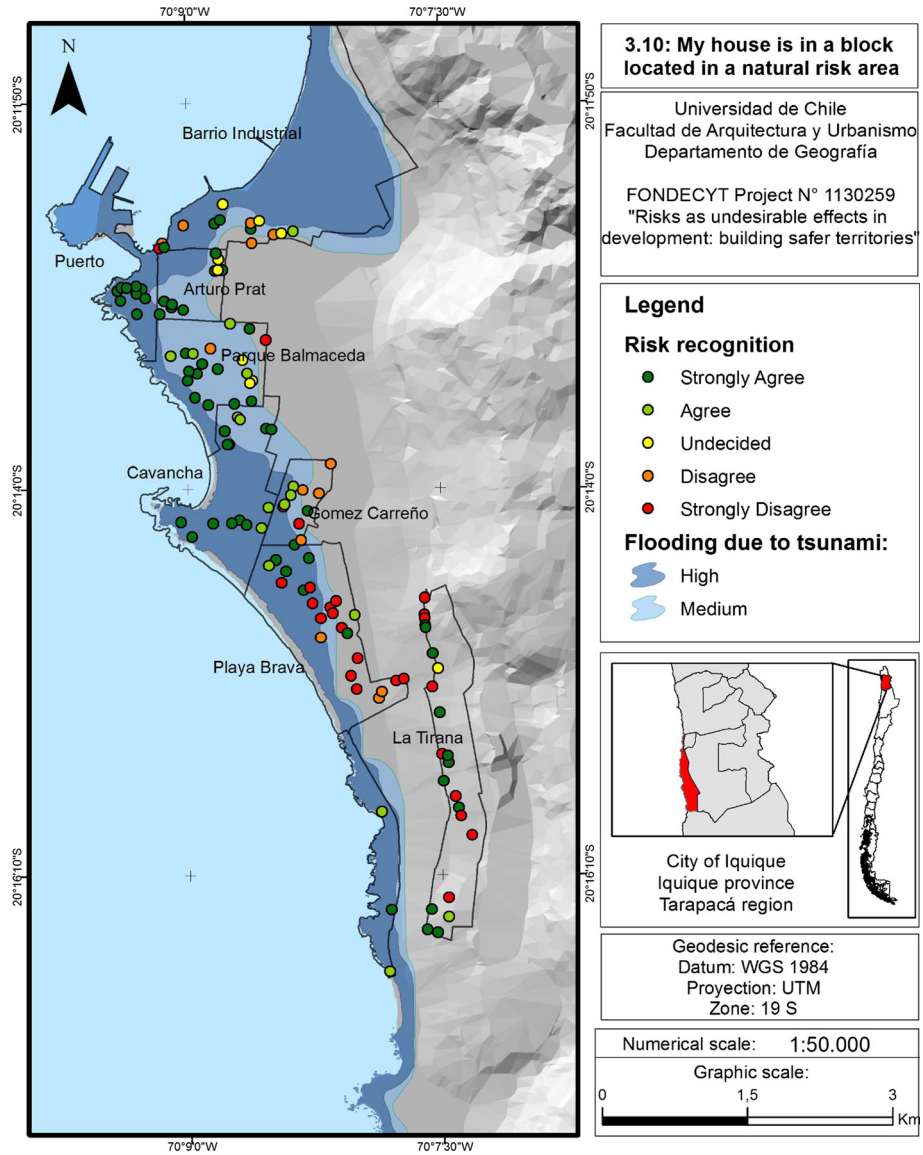 70°9'0"W
70°7'30"W
N
20°11'50"S
20°11'50"S
Barrio Industrial
Puerto
Arturo Prat
Parque Balmaceda
Cavancha
20°14'0"S
20°14'0"S
Gomez Carreño
Playa Brava
La Tirana
20°16'10"S
20°16'10"S
70°9'0"W
70°7'30"W
3.10: My house is in a block
located in a natural risk area
Universidad de Chile
Facultad de Arquitectura y Urbanismo
Departamento de Geografía
FONDECYT Project N° 1130259
"Risks as undesirable effects in
development: building safer territories"
Legend
Risk recognition
Strongly Agree
Agree
Undecided
Disagree
Strongly Disagree
Flooding due to tsunami:
High
Medium
City of Iquique
Iquique province
Tarapacá region
Geodesic reference:
Datum: WGS 1984
Proyection: UTM
Zone: 19 S
Numerical scale: 1:50.000
Graphic scale:
0 1,5 3
Km